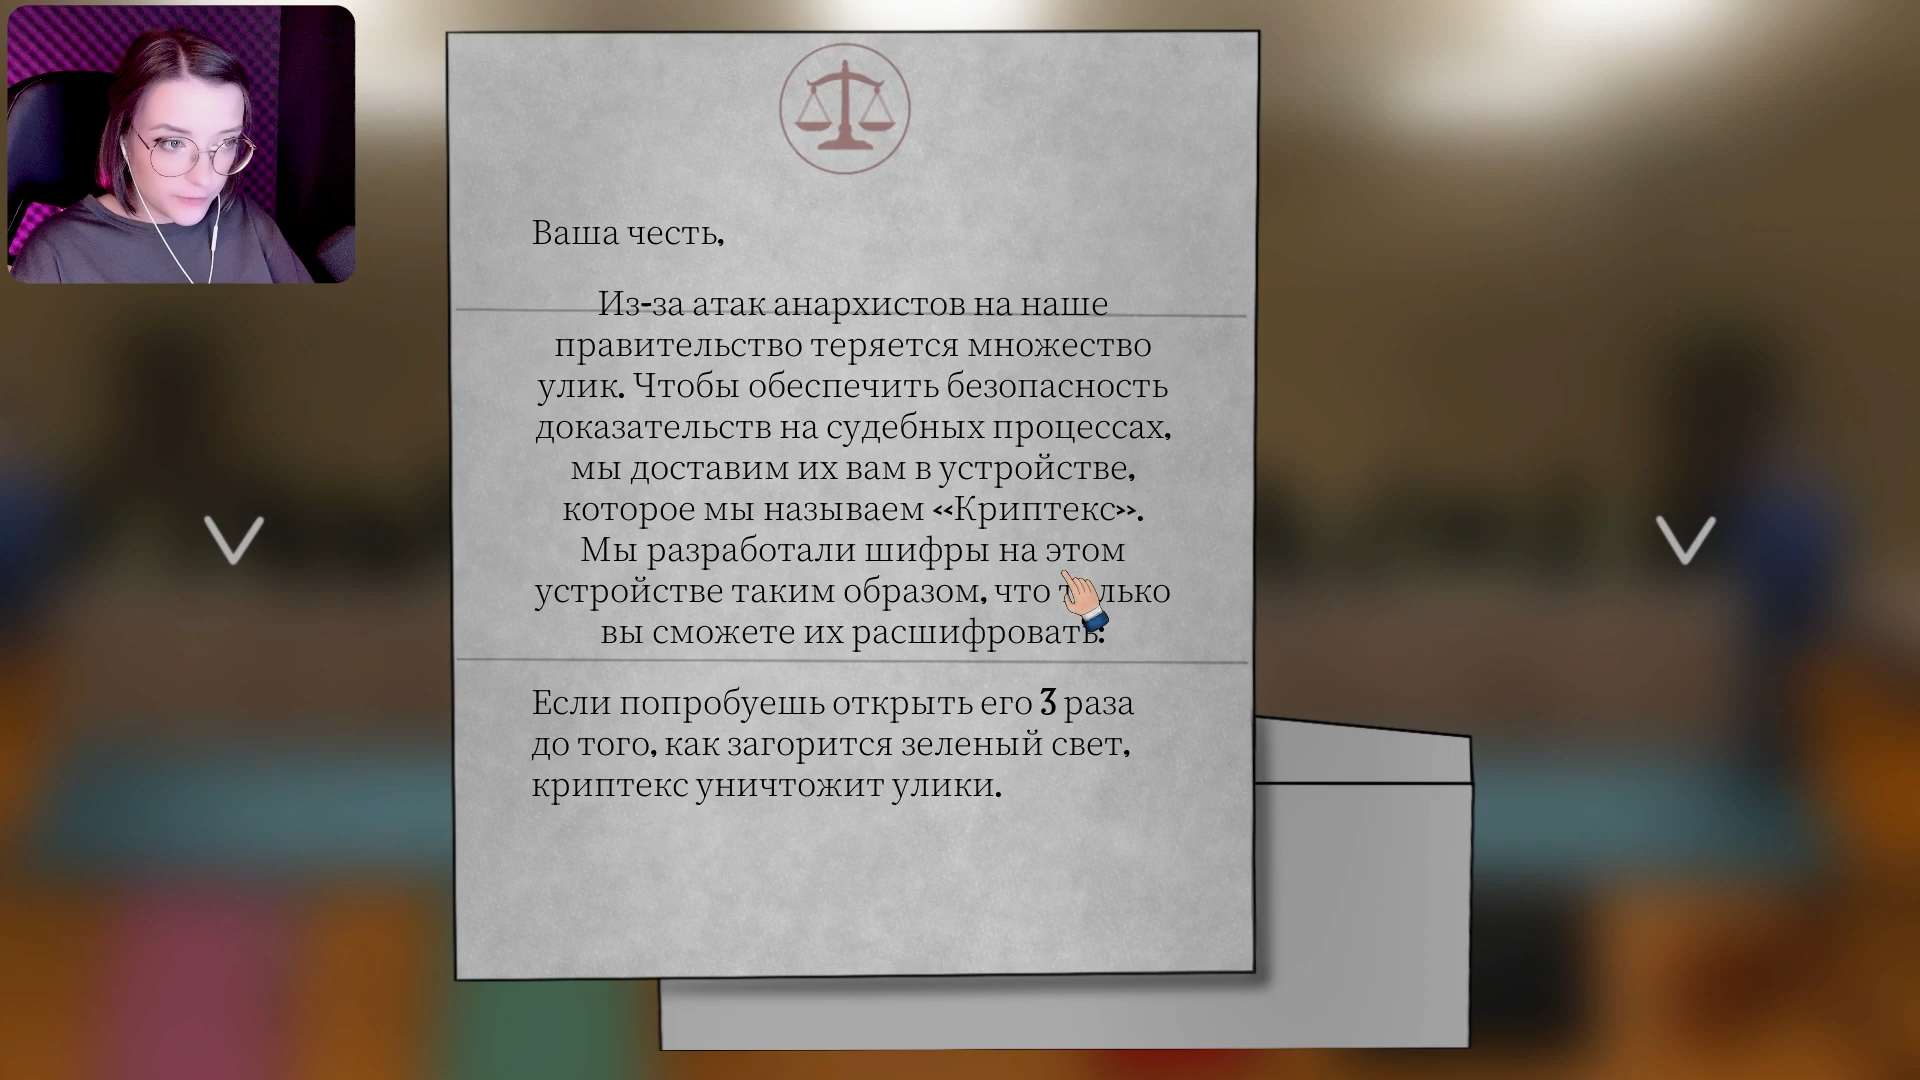 Ваша честь,
Из-за атак анархистов на наше
правительство теряется множество
улик. Чтобы обеспечить безопасность
доказательств на судебных процессах,
мы доставим их вам в устройстве,
которое мы называем «Криптекс».
Мы разработали шифры на этом
устройстве таким образом, что только
вы сможете их расшифровать:
Если попробуешь открыть его 3 раза
до того, как загорится зеленый свет,
криптекс уничтожит улики.